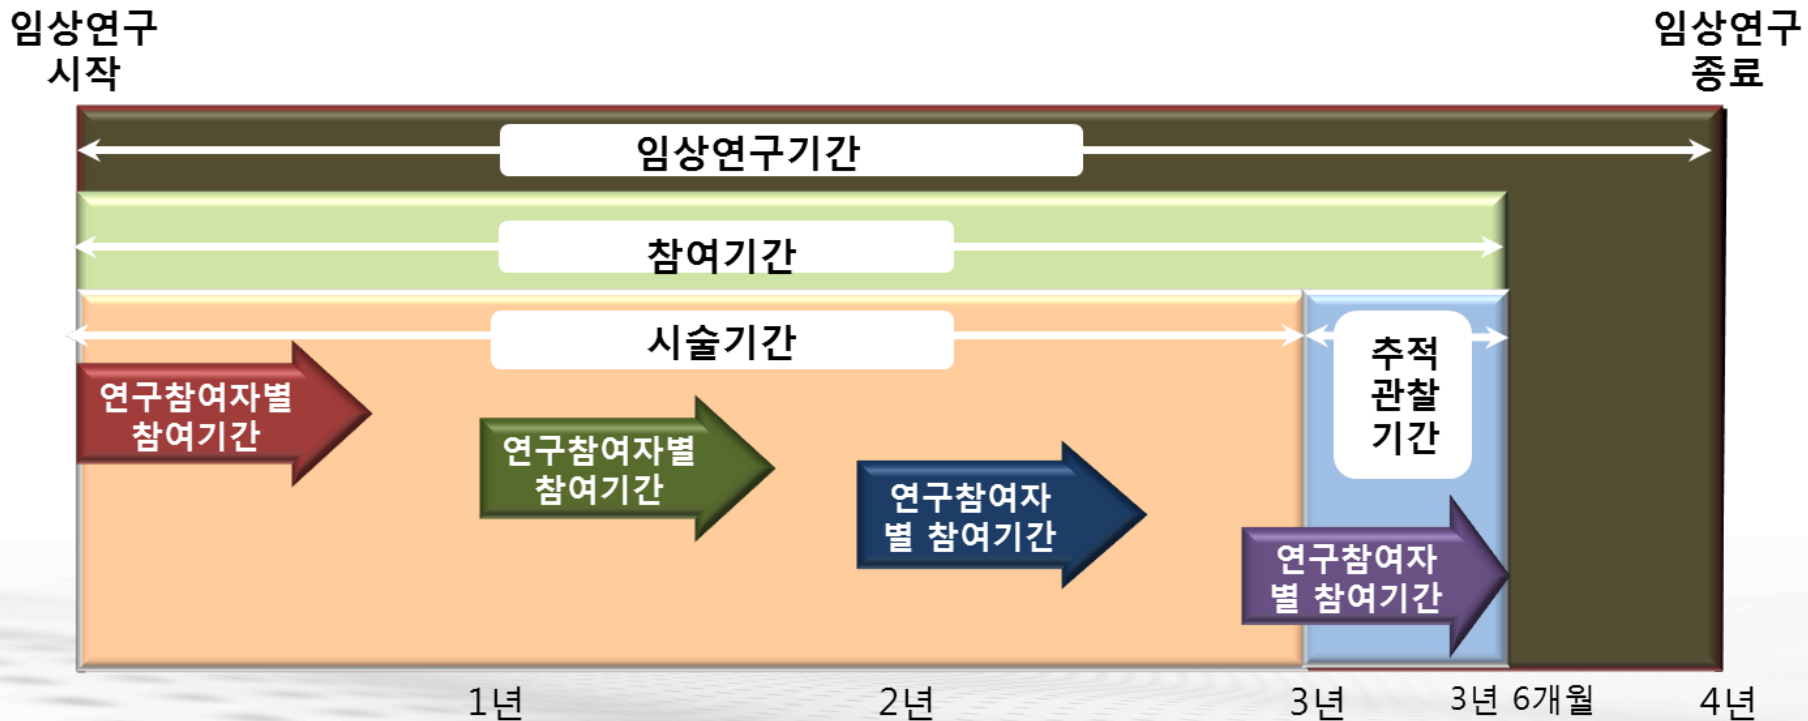 임상연구
시작
임상연구
종료
임상연구기간
참여기간
시술기간
추적
관찰
기간
연구참여자별
참여기간
연구참여자별
참여기간
연구참여자
별 참여기간
연구참여자
별 참여기간
1년
2년
3년
3년 6개월
4년